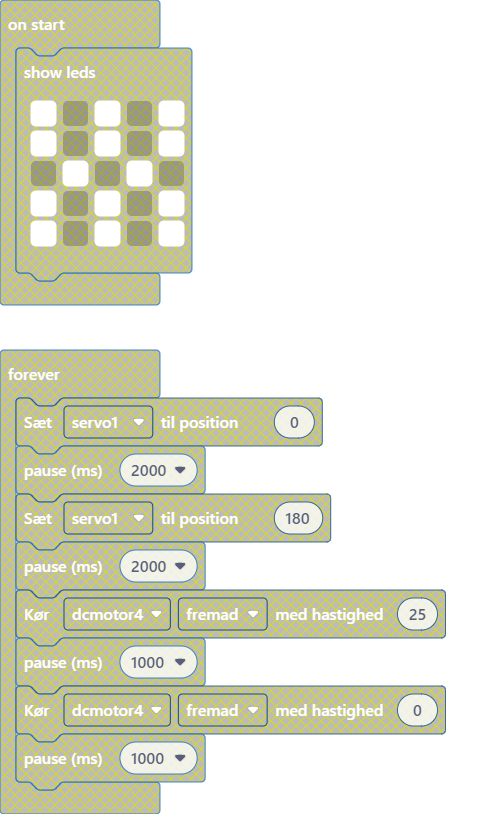 on start
show leds
forever
Sæt servo1 til position 0
pause (ms) 2000
Sæt servo1 til position 180
pause (ms) 2000
Kør dcmotor4 fremad med hastighed 25
pause (ms) 1000
Kør dcmotor4 fremad med hastighed 0
pause (ms) 1000